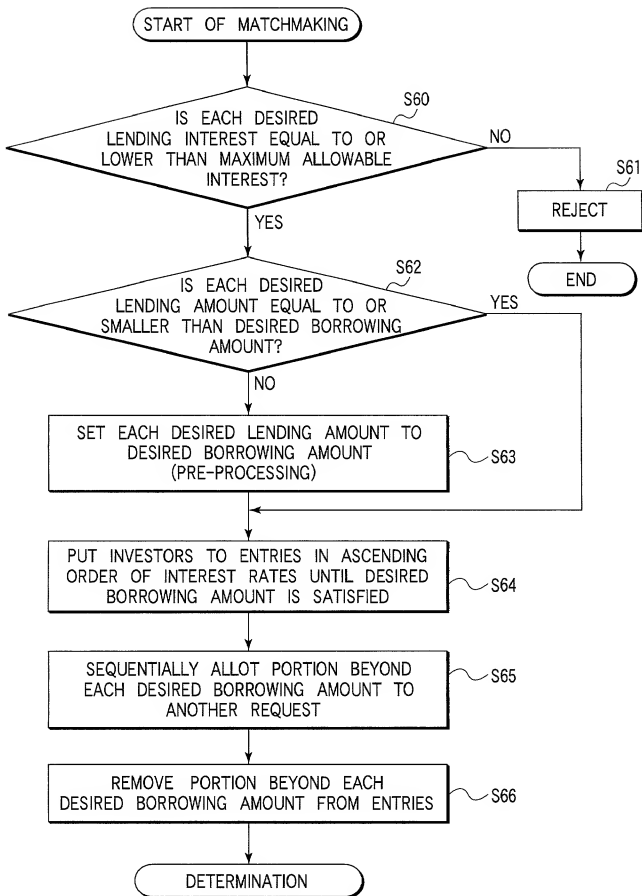 START OF MATCHMAKING
S60
IS EACH DESIRED
LENDING INTEREST EQUAL TO OR
LOWER THAN MAXIMUM ALLOWABLE
INTEREST?
NO
S61
REJECT
END
YES
S62
IS EACH DESIRED
LENDING AMOUNT EQUAL TO OR
SMALLER THAN DESIRED BORROWING
AMOUNT?
YES
NO
SET EACH DESIRED LENDING AMOUNT TO
DESIRED BORROWING AMOUNT
(PRE-PROCESSING)
S63
PUT INVESTORS TO ENTRIES IN ASCENDING
ORDER OF INTEREST RATES UNTIL DESIRED
BORROWING AMOUNT IS SATISFIED
S64
SEQUENTIALLY ALLOT PORTION BEYOND
EACH DESIRED BORROWING AMOUNT TO
ANOTHER REQUEST
S65
REMOVE PORTION BEYOND EACH
DESIRED BORROWING AMOUNT FROM ENTRIES
S66
DETERMINATION